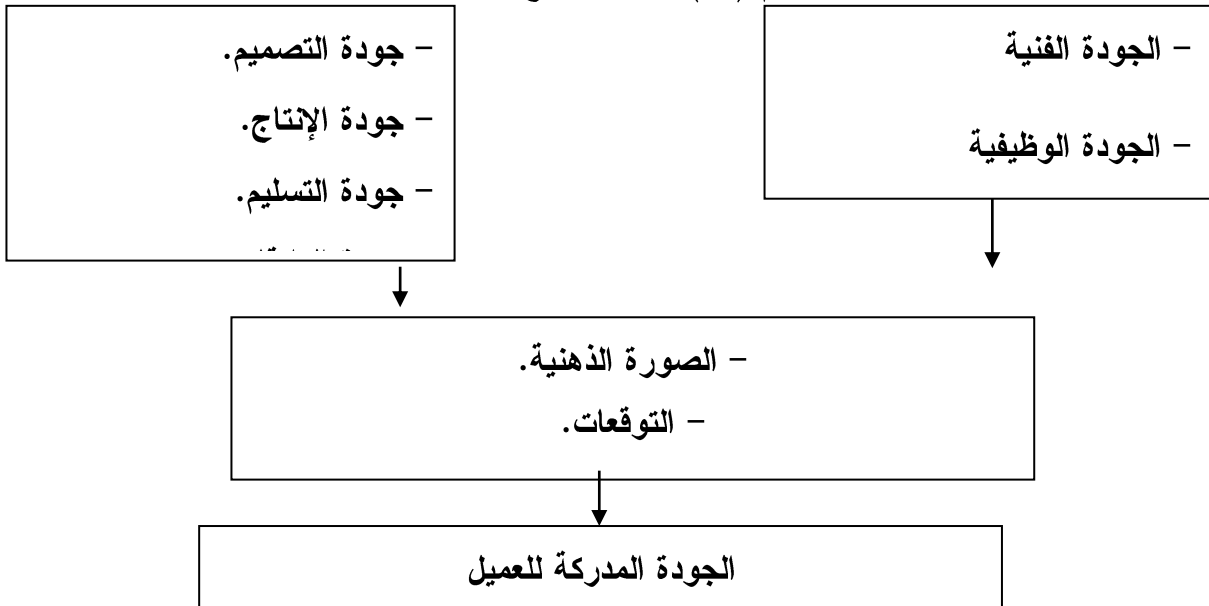 - الجودة الفنية
- الجودة الوظيفية
- جودة التصميم.
- جودة الإنتاج.
- جودة التسليم.
- الصورة الذهنية.
- التوقعات.
الجودة المدركة للعميل